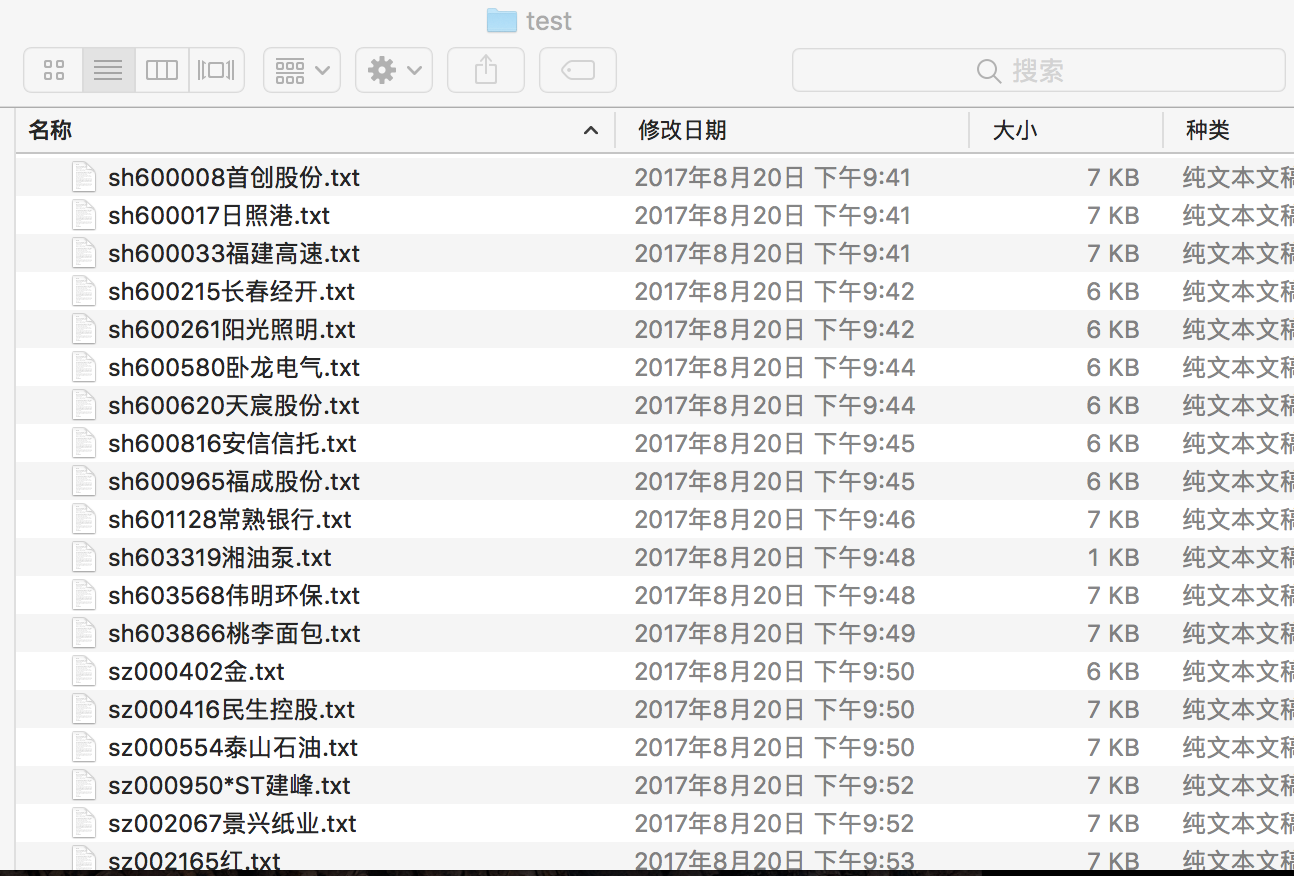 test
搜索
名称 修改日期 大小 种类
sh600008首创股份.txt 2017年8月20日 下午9:41 7 KB 纯文本文稿
sh600017日照港.txt 2017年8月20日 下午9:41 7 KB 纯文本文稿
sh600033福建高速.txt 2017年8月20日 下午9:41 7 KB 纯文本文稿
sh600215长春经开.txt 2017年8月20日 下午9:42 6 KB 纯文本文稿
sh600261阳光照明.txt 2017年8月20日 下午9:42 6 KB 纯文本文稿
sh600580卧龙电气.txt 2017年8月20日 下午9:44 6 KB 纯文本文稿
sh600620天宸股份.txt 2017年8月20日 下午9:44 6 KB 纯文本文稿
sh600816安信信托.txt 2017年8月20日 下午9:45 6 KB 纯文本文稿
sh600965福成股份.txt 2017年8月20日 下午9:45 6 KB 纯文本文稿
sh601128常熟银行.txt 2017年8月20日 下午9:46 7 KB 纯文本文稿
sh603319湘油泵.txt 2017年8月20日 下午9:48 1 KB 纯文本文稿
sh603568伟明环保.txt 2017年8月20日 下午9:48 7 KB 纯文本文稿
sh603866桃李面包.txt 2017年8月20日 下午9:49 7 KB 纯文本文稿
sz000402金.txt 2017年8月20日 下午9:50 6 KB 纯文本文稿
sz000416民生控股.txt 2017年8月20日 下午9:50 7 KB 纯文本文稿
sz000554泰山石油.txt 2017年8月20日 下午9:50 7 KB 纯文本文稿
sz000950*ST建峰.txt 2017年8月20日 下午9:52 7 KB 纯文本文稿
sz002067景兴纸业.txt 2017年8月20日 下午9:52 7 KB 纯文本文稿
sz002165红.txt 2017年8月20日 下午9:53 7 KB 纯文本文稿